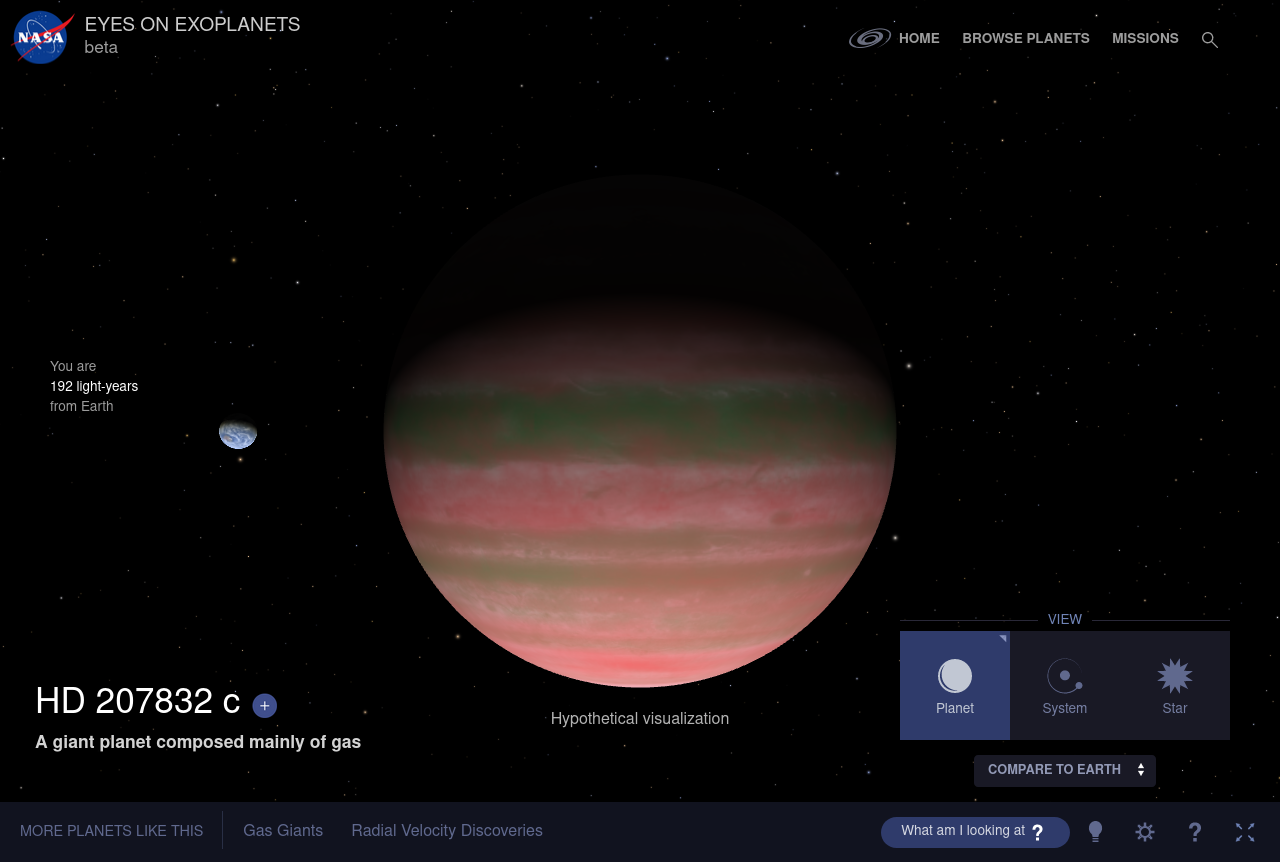 NASA
EYES ON EXOPLANETS
beta
HOME
BROWSE PLANETS
MISSIONS
You are
192 light-years
from Earth
VIEW
Planet
System
Star
HD 207832 c +
A giant planet composed mainly of gas
Hypothetical visualization
COMPARE TO EARTH
MORE PLANETS LIKE THIS
Gas Giants
Radial Velocity Discoveries
What am I looking at ?
?